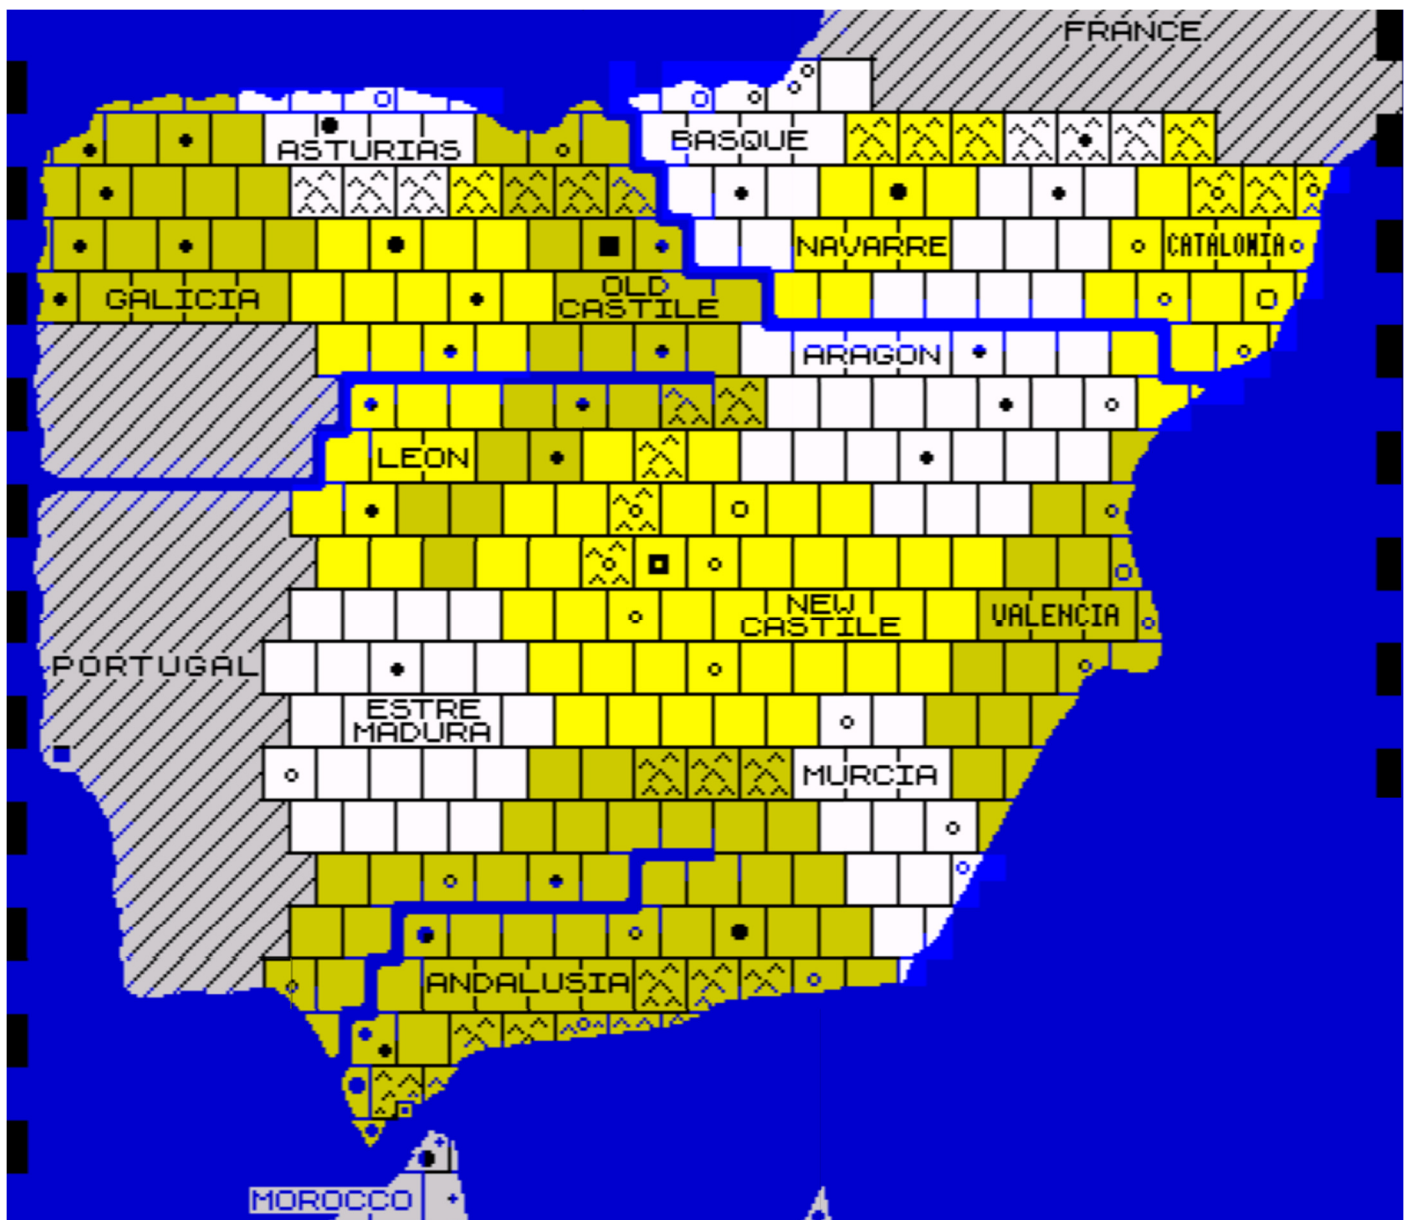 FRANCE
ASTURIAS
BASQUE
NAVARRE
CATALONIA
GALICIA
OLD
CASTILE
ARAGON
LEON
NEW
CASTILE
VALENCIA
PORTUGAL
ESTRE
MADURA
MURCIA
ANDALUSIA
MOROCCO